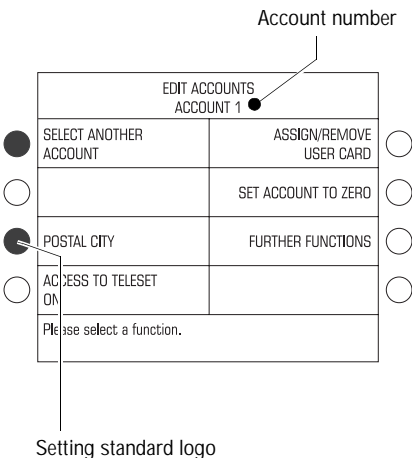 Account number
EDIT ACCOUNTS
ACCOUNT 1
SELECT ANOTHER
ACCOUNT
ASSIGN/REMOVE
USER CARD
SET ACCOUNT TO ZERO
POSTAL CITY
FURTHER FUNCTIONS
ACCESS TO TELESET
ON
Please select a function.
Setting standard logo